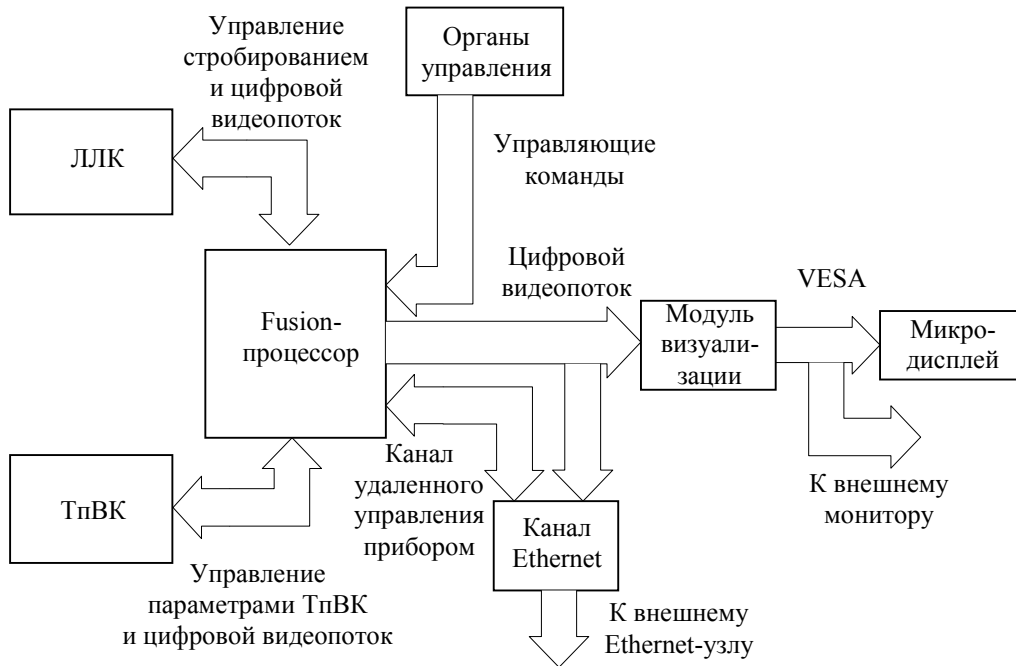 Управление
стробированием
и цифровой
видеопоток
Органы
управления
ЛЛК
Управляющие
команды
Fusion-
процессор
Цифровой
видеопоток
VESA
Модуль
визуали-
зации
Микро-
дисплей
Канал
удаленного
управления
прибором
К внешнему
монитору
ТпВК
Канал
Ethernet
Управление
параметрами ТпВК
и цифровой видеопоток
К внешнему
Ethernet-узлу